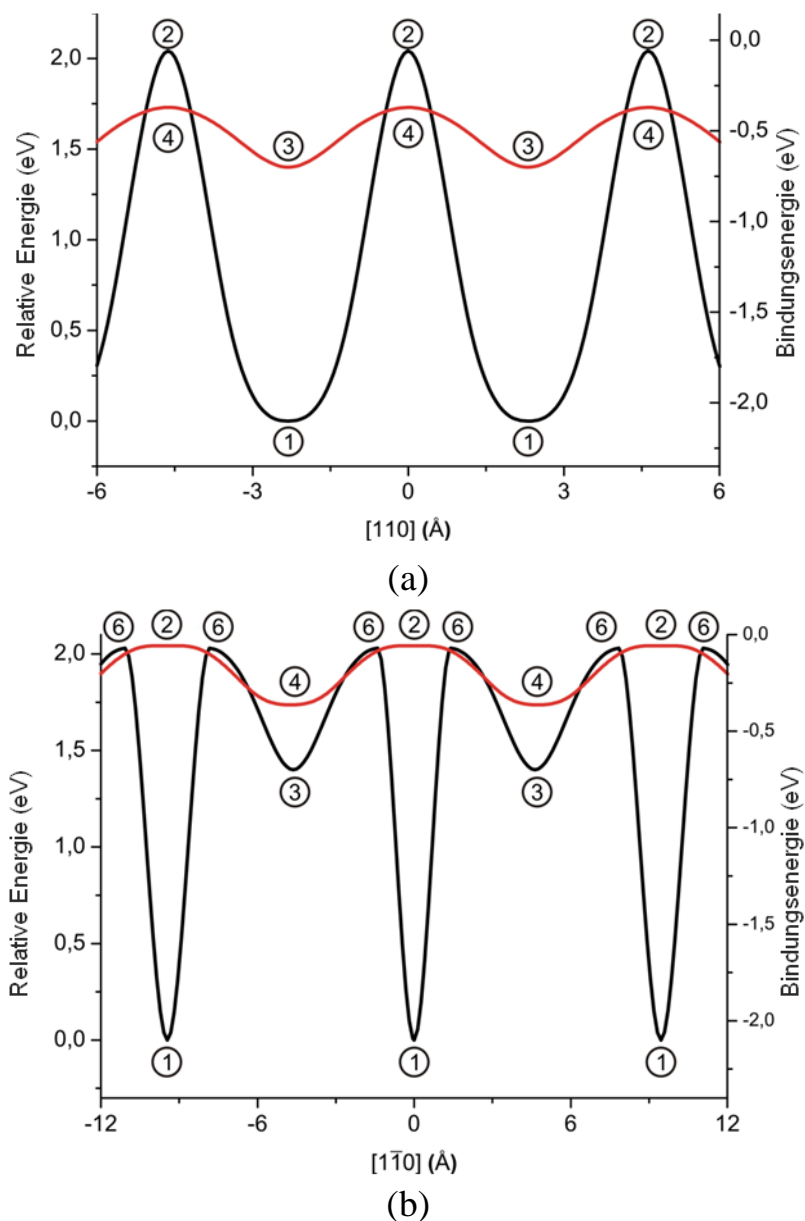 ② ② ②
2,0 0,0
④ ④ ④
1,5 -0,5
③ ③
1,0 -1,0
0,5 -1,5
0,0 -2,0
① ①
Relative Energie (eV)
Bindungsenergie (eV)
-6 -3 0 3 6
[110] (Å)
(a)
⑥ ② ⑥ ⑥ ② ⑥ ⑥ ② ⑥
2,0 0,0
④ ④
1,5 -0,5
③ ③
1,0 -1,0
0,5 -1,5
0,0 -2,0
① ① ①
Relative Energie (eV)
Bindungsenergie (eV)
-12 -6 0 6 12
[11̅0] (Å)
(b)